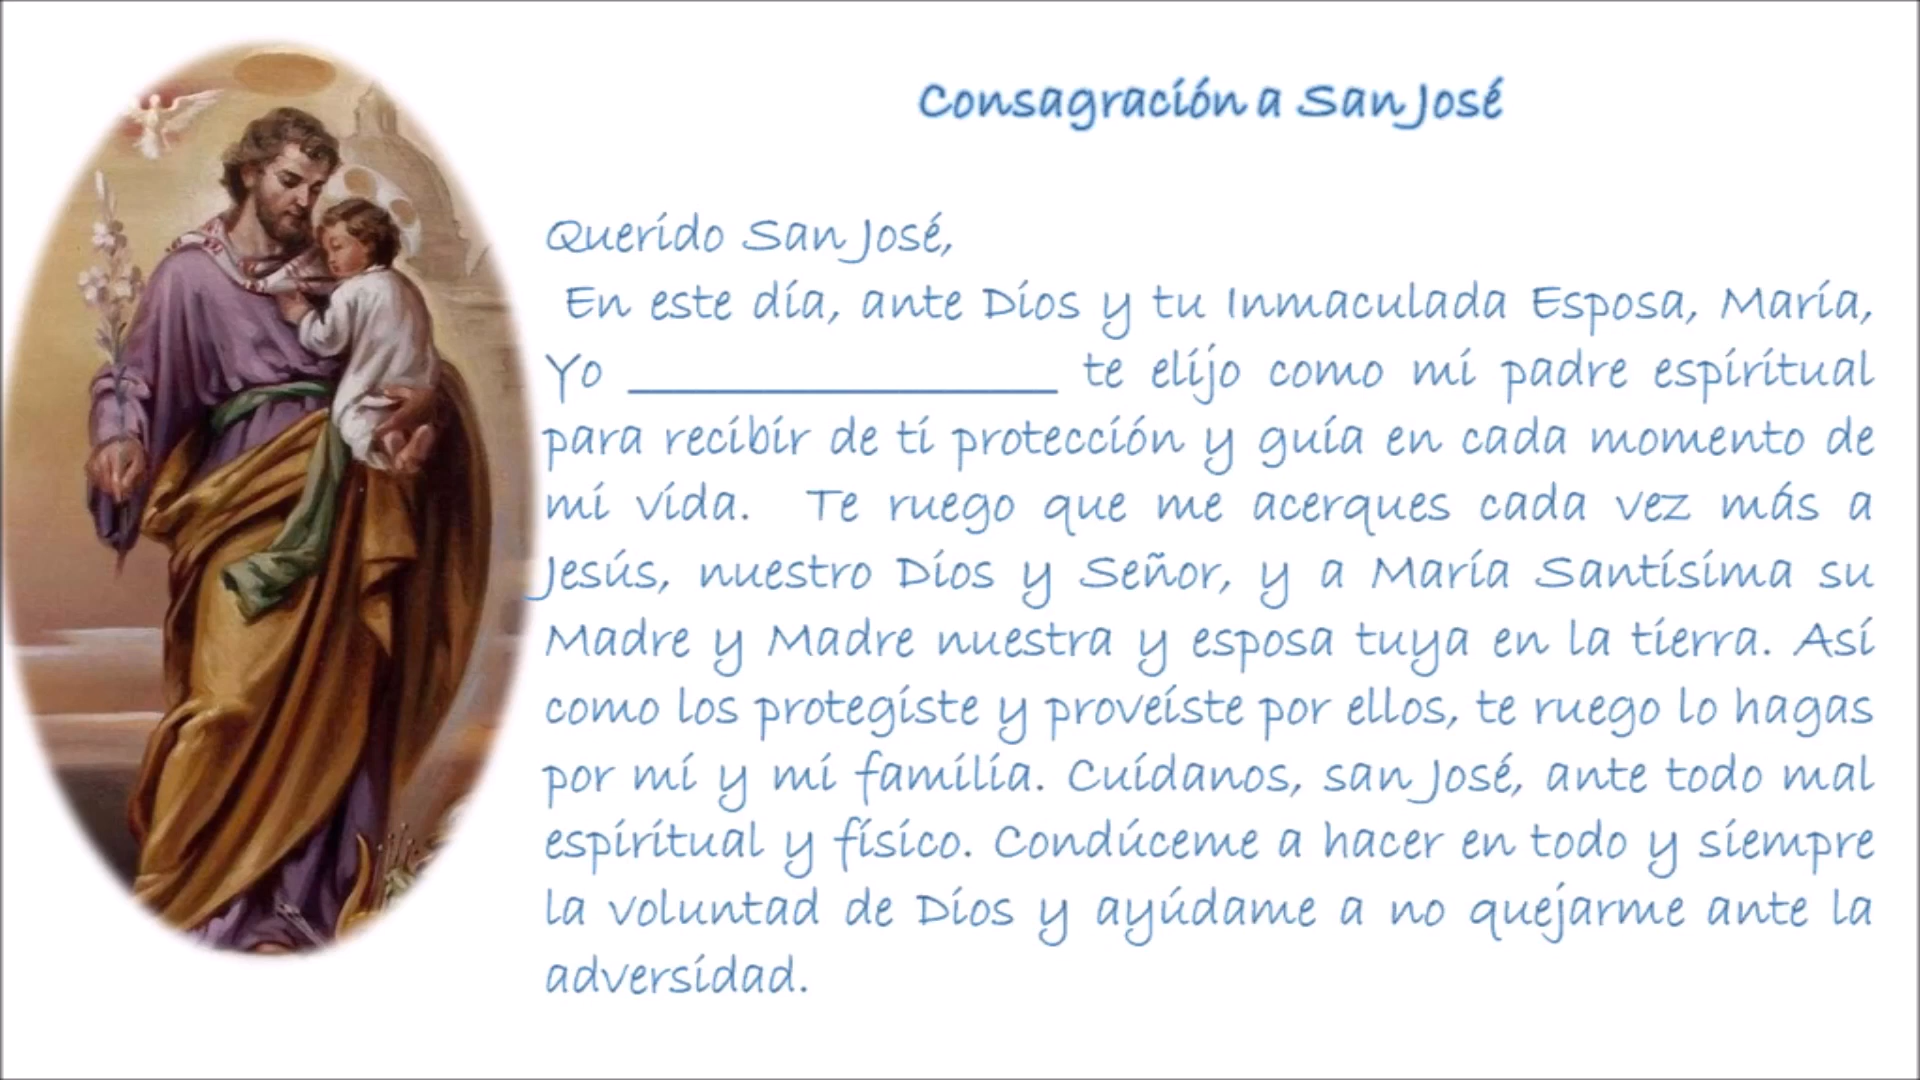 Consagración a San José
Querido San José,
En este día, ante Dios y tu Inmaculada Esposa, María,
Yo ____________________ te elijo como mi padre espiritual
para recibir de ti protección y guía en cada momento de
mi vida. Te ruego que me acerques cada vez más a
Jesús, nuestro Dios y Señor, y a María Santísima su
Madre y Madre nuestra y esposa tuya en la tierra. Así
como los protegiste y proveíste por ellos, te ruego lo hagas
por mí y mi familia. Cuídanos, san José, ante todo mal
espiritual y físico. Condúceme a hacer en todo y siempre
la voluntad de Dios y ayúdame a no quejarme ante la
adversidad.